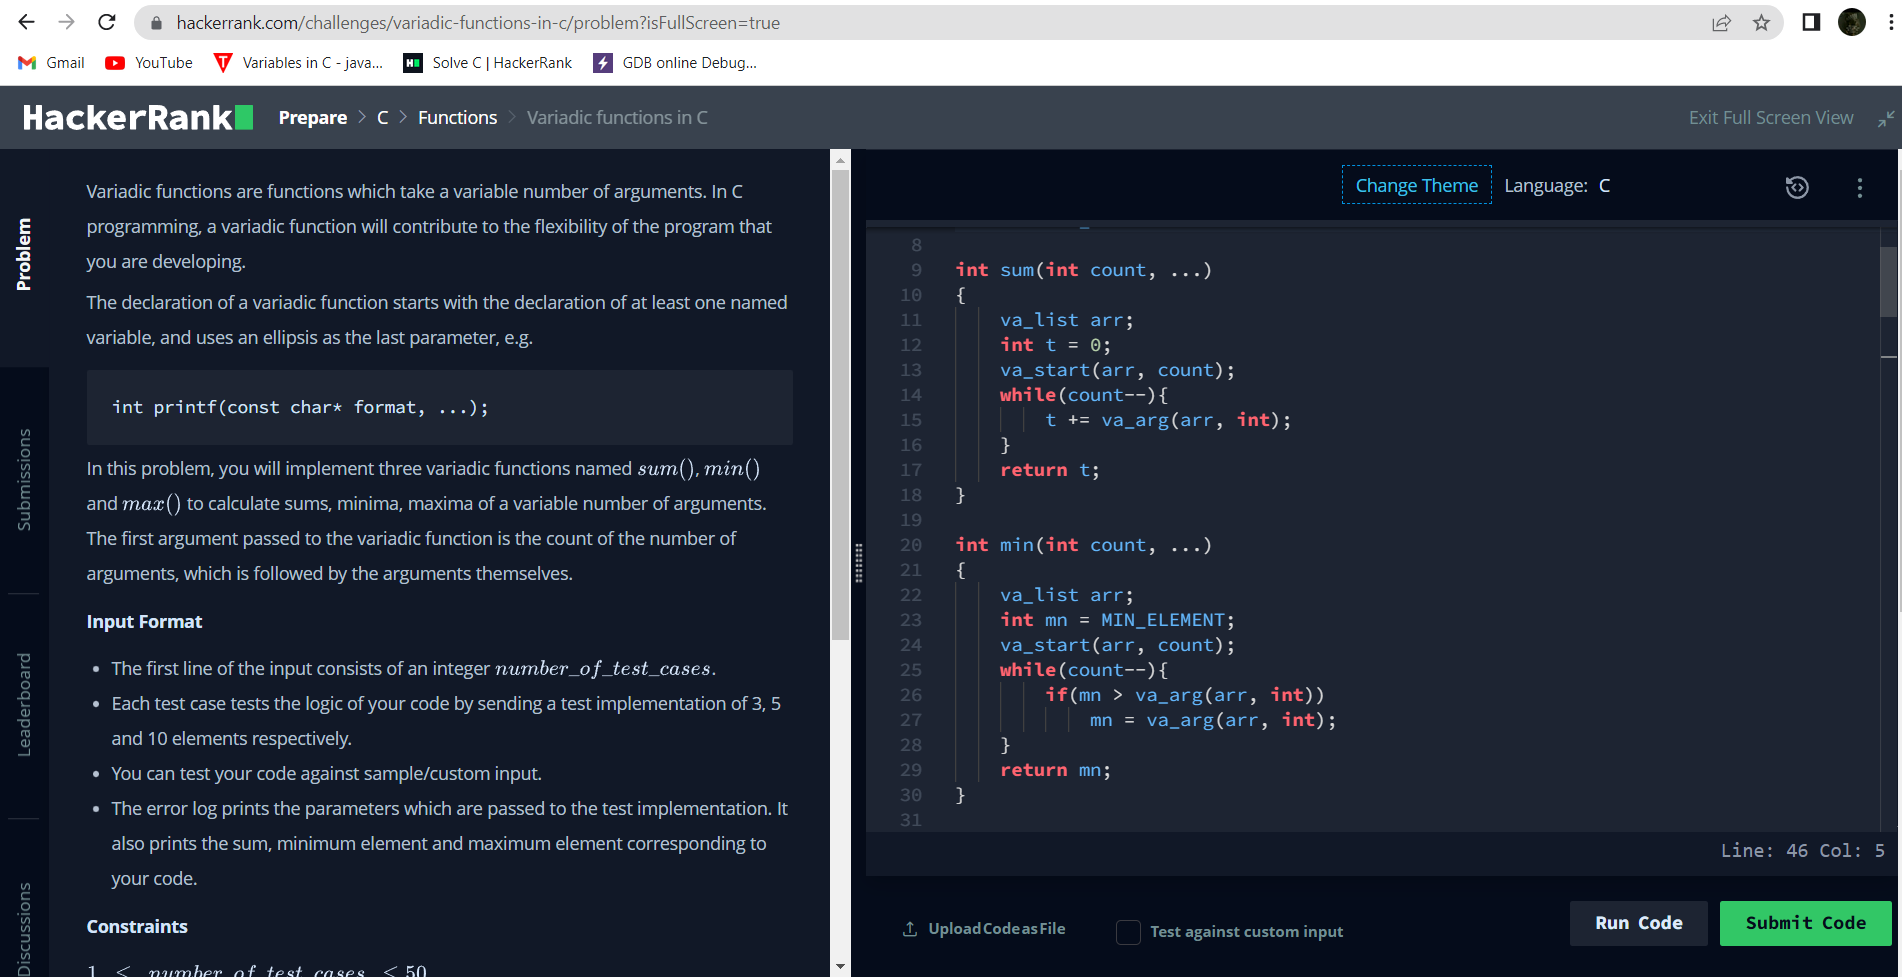 hackerrank.com/challenges/variadic-functions-in-c/problem?isFullScreen=true
Gmail YouTube Variables in C - java... Solve C | HackerRank GDB online Debug...
HackerRank Prepare > C > Functions > Variadic functions in C Exit Full Screen View
Problem
Submissions
Leaderboard
Discussions
Variadic functions are functions which take a variable number of arguments. In C
programming, a variadic function will contribute to the flexibility of the program that
you are developing.
The declaration of a variadic function starts with the declaration of at least one named
variable, and uses an ellipsis as the last parameter, e.g.
int printf(const char* format, ...);
In this problem, you will implement three variadic functions named sum(), min()
and max() to calculate sums, minima, maxima of a variable number of arguments.
The first argument passed to the variadic function is the count of the number of
arguments, which is followed by the arguments themselves.
Input Format
• The first line of the input consists of an integer number_of_test_cases.
• Each test case tests the logic of your code by sending a test implementation of 3, 5
and 10 elements respectively.
• You can test your code against sample/custom input.
• The error log prints the parameters which are passed to the test implementation. It
also prints the sum, minimum element and maximum element corresponding to
your code.
Constraints
1 ≤ number_of_test_cases ≤ 50
Change Theme Language: C
8
9 int sum(int count, ...)
10 {
11 va_list arr;
12 int t = 0;
13 va_start(arr, count);
14 while(count--){
15 t += va_arg(arr, int);
16 }
17 return t;
18 }
19
20 int min(int count, ...)
21 {
22 va_list arr;
23 int mn = MIN_ELEMENT;
24 va_start(arr, count);
25 while(count--){
26 if(mn > va_arg(arr, int))
27 mn = va_arg(arr, int);
28 }
29 return mn;
30 }
31
Line: 46 Col: 5
Upload Code as File Test against custom input Run Code Submit Code